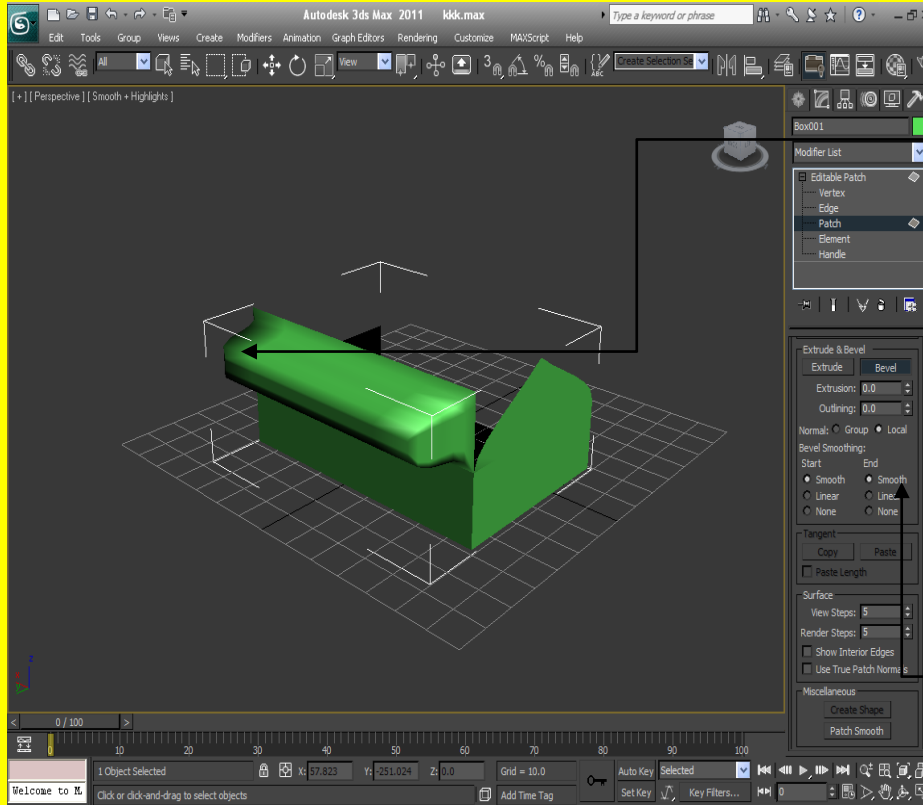 Autodesk 3ds Max 2011 kkk.max Type a keyword or phrase
Edit Tools Group Views Create Modifiers Animation Graph Editors Rendering Customize MAXScript Help
All View 3 Create Selection Se
[ + ] [ Perspective ] [ Smooth + Highlights ]
Box001
Modifier List
Editable Patch
Vertex
Edge
Patch
Element
Handle
Extrude & Bevel
Extrude Bevel
Extrusion: 0.0
Outlining: 0.0
Normal: Group Local
Bevel Smoothing:
Start End
Smooth Smooth
Linear Linear
None None
Tangent
Copy Paste
Paste Length
Surface
View Steps: 5
Render Steps: 5
Show Interior Edges
Use True Patch Normals
Miscellaneous
Create Shape
Patch Smooth
z
x
y
< 0 / 100 >
0 10 20 30 40 50 60 70 80 90 100
1 Object Selected X: 57.823 Y: -251.024 Z: 0.0 Grid = 10.0 Auto Key Selected
Welcome to M. Click or click-and-drag to select objects Add Time Tag Set Key Key Filters... 0